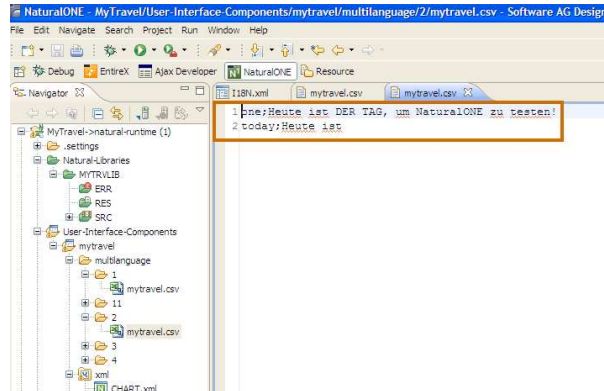 NaturalONE - MyTravel/User-Interface-Components/mytravel/multilanguage/2/mytravel.csv - Software AG Desig
File Edit Navigate Search Project Run Window Help
Debug EntireX Ajax Developer NaturalONE Resource
Navigator I18N.xml mytravel.csv mytravel.csv
MyTravel->natural-runtime (1)
.settings
Natural-Libraries
MYTRVLIB
ERR
RES
SRC
User-Interface-Components
mytravel
multilanguage
1
mytravel.csv
11
2
mytravel.csv
3
4
xml
CHART.xml
1 one;Heute ist DER TAG, um NaturalONE zu testen!
2 today;Heute ist